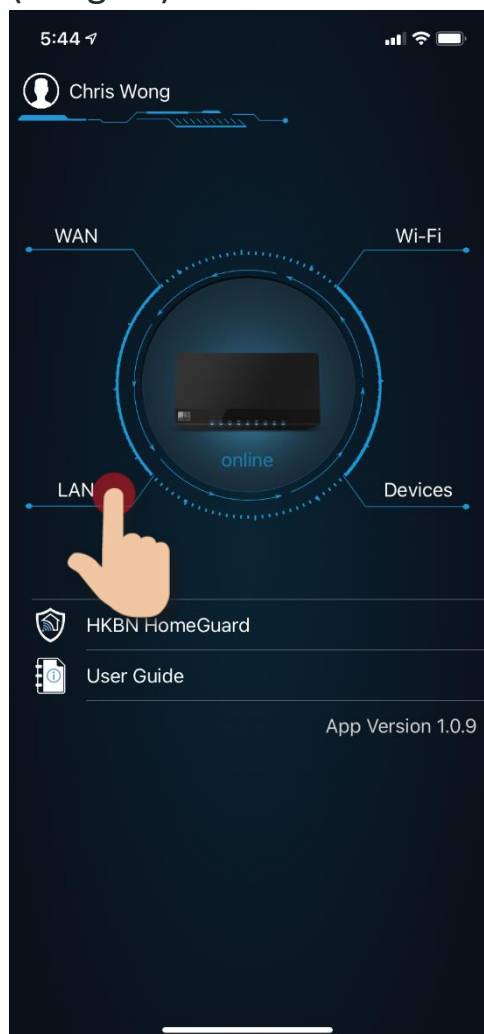 5:44
Chris Wong
WAN
Wi-Fi
online
LAN
Devices
HKBN HomeGuard
User Guide
App Version 1.0.9